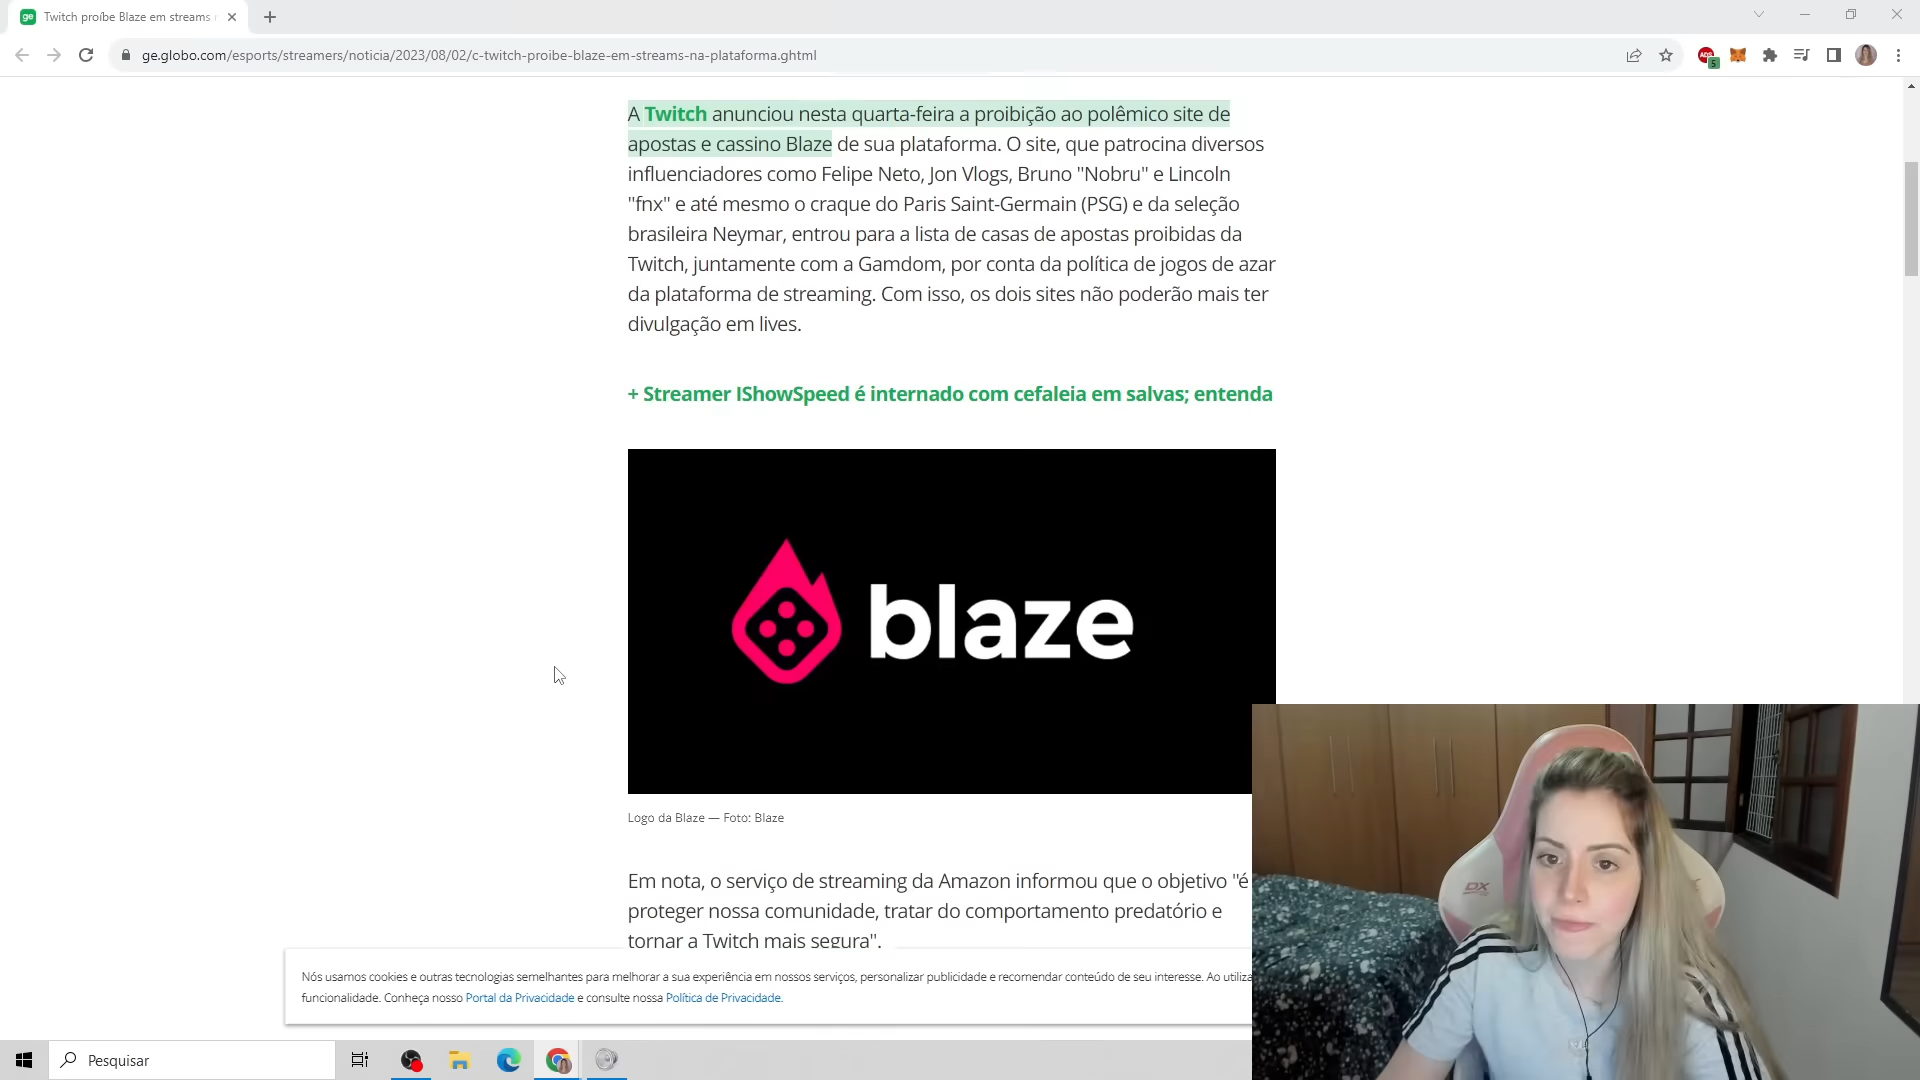 Twitch proíbe Blaze em streams
ge.globo.com/esports/streamers/noticia/2023/08/02/c-twitch-proibe-blaze-em-streams-na-plataforma.ghtml
A Twitch anunciou nesta quarta-feira a proibição ao polêmico site de
apostas e cassino Blaze de sua plataforma. O site, que patrocina diversos
influenciadores como Felipe Neto, Jon Vlogs, Bruno "Nobru" e Lincoln
"fnx" e até mesmo o craque do Paris Saint-Germain (PSG) e da seleção
brasileira Neymar, entrou para a lista de casas de apostas proibidas da
Twitch, juntamente com a Gamdom, por conta da política de jogos de azar
da plataforma de streaming. Com isso, os dois sites não poderão mais ter
divulgação em lives.
+ Streamer IShowSpeed é internado com cefaleia em salvas; entenda
blaze
Logo da Blaze — Foto: Blaze
Em nota, o serviço de streaming da Amazon informou que o objetivo "é
proteger nossa comunidade, tratar do comportamento predatório e
tornar a Twitch mais segura".
Nós usamos cookies e outras tecnologias semelhantes para melhorar a sua experiência em nossos serviços, personalizar publicidade e recomendar conteúdo de seu interesse. Ao utiliza
funcionalidade. Conheça nosso Portal da Privacidade e consulte nossa Política de Privacidade.
DX
Pesquisar